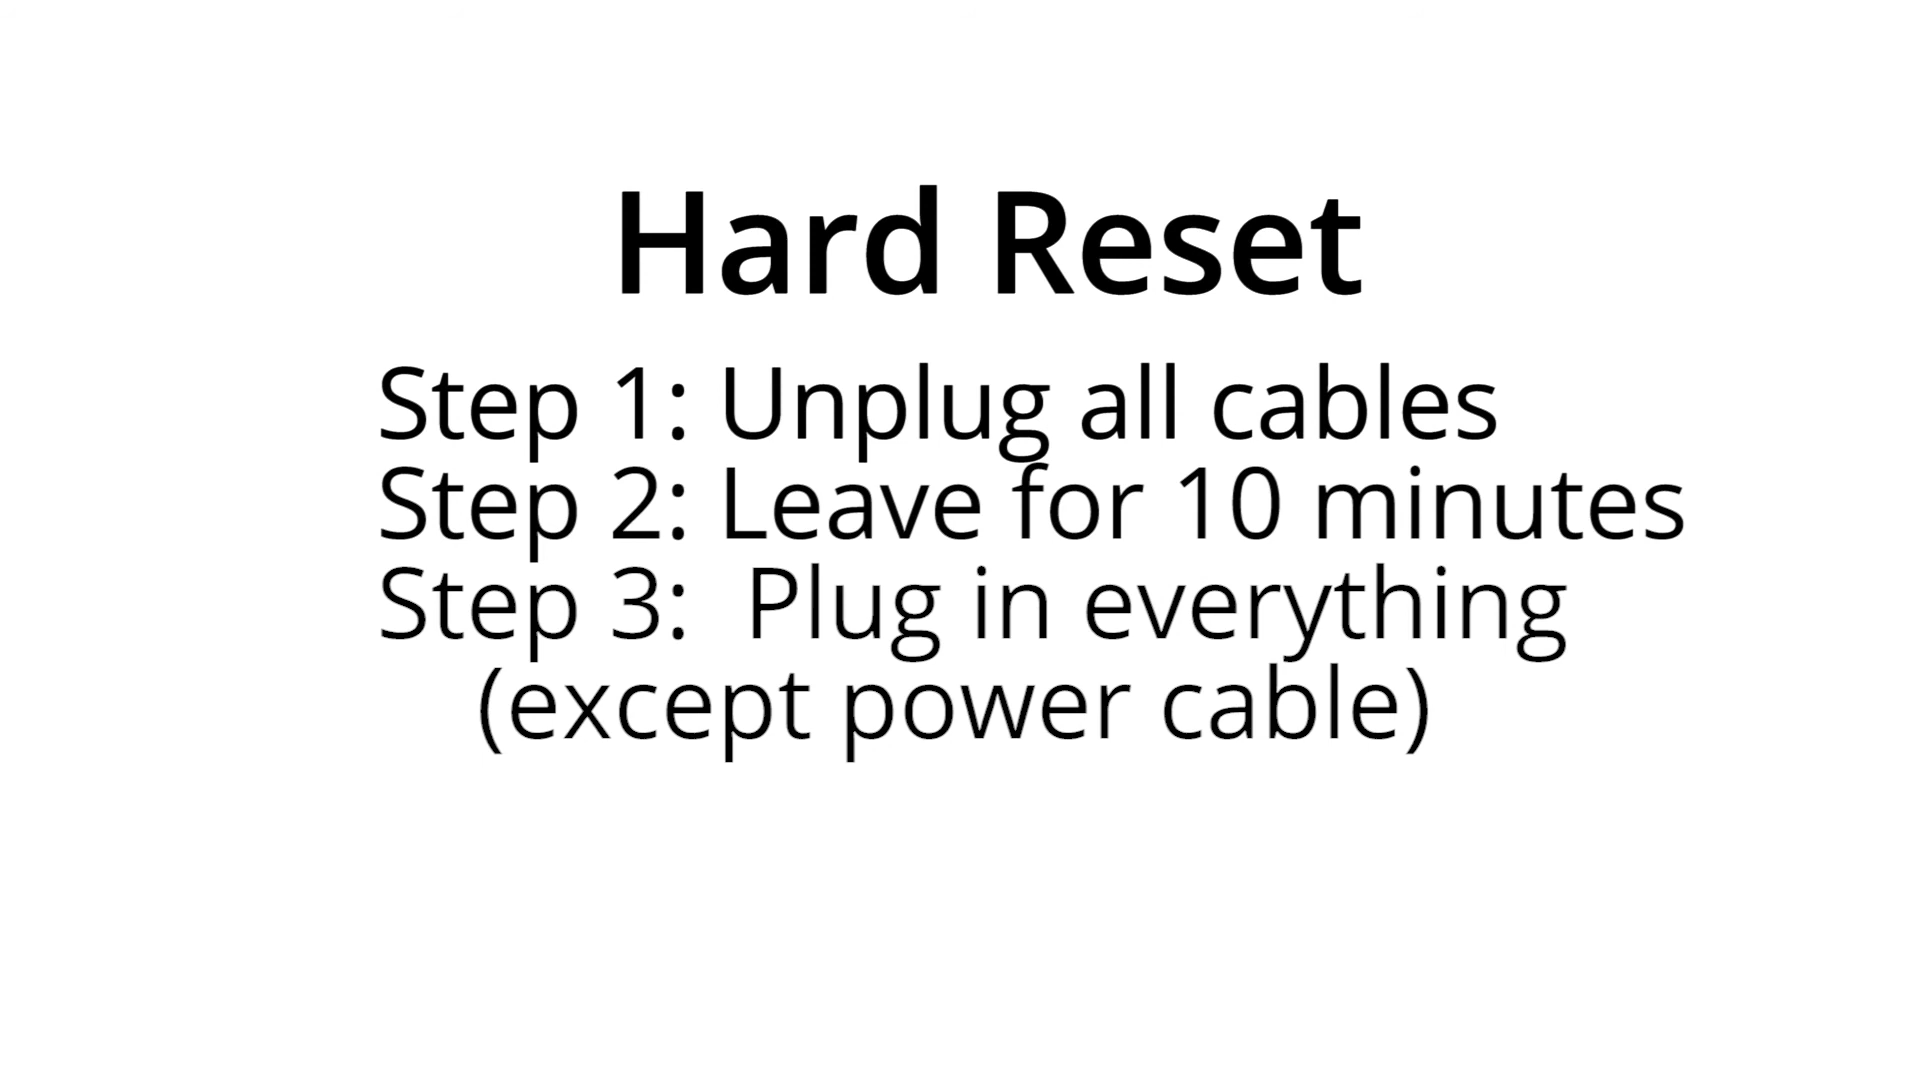 Hard Reset
Step 1: Unplug all cables
Step 2: Leave for 10 minutes
Step 3:  Plug in everything
(except power cable)